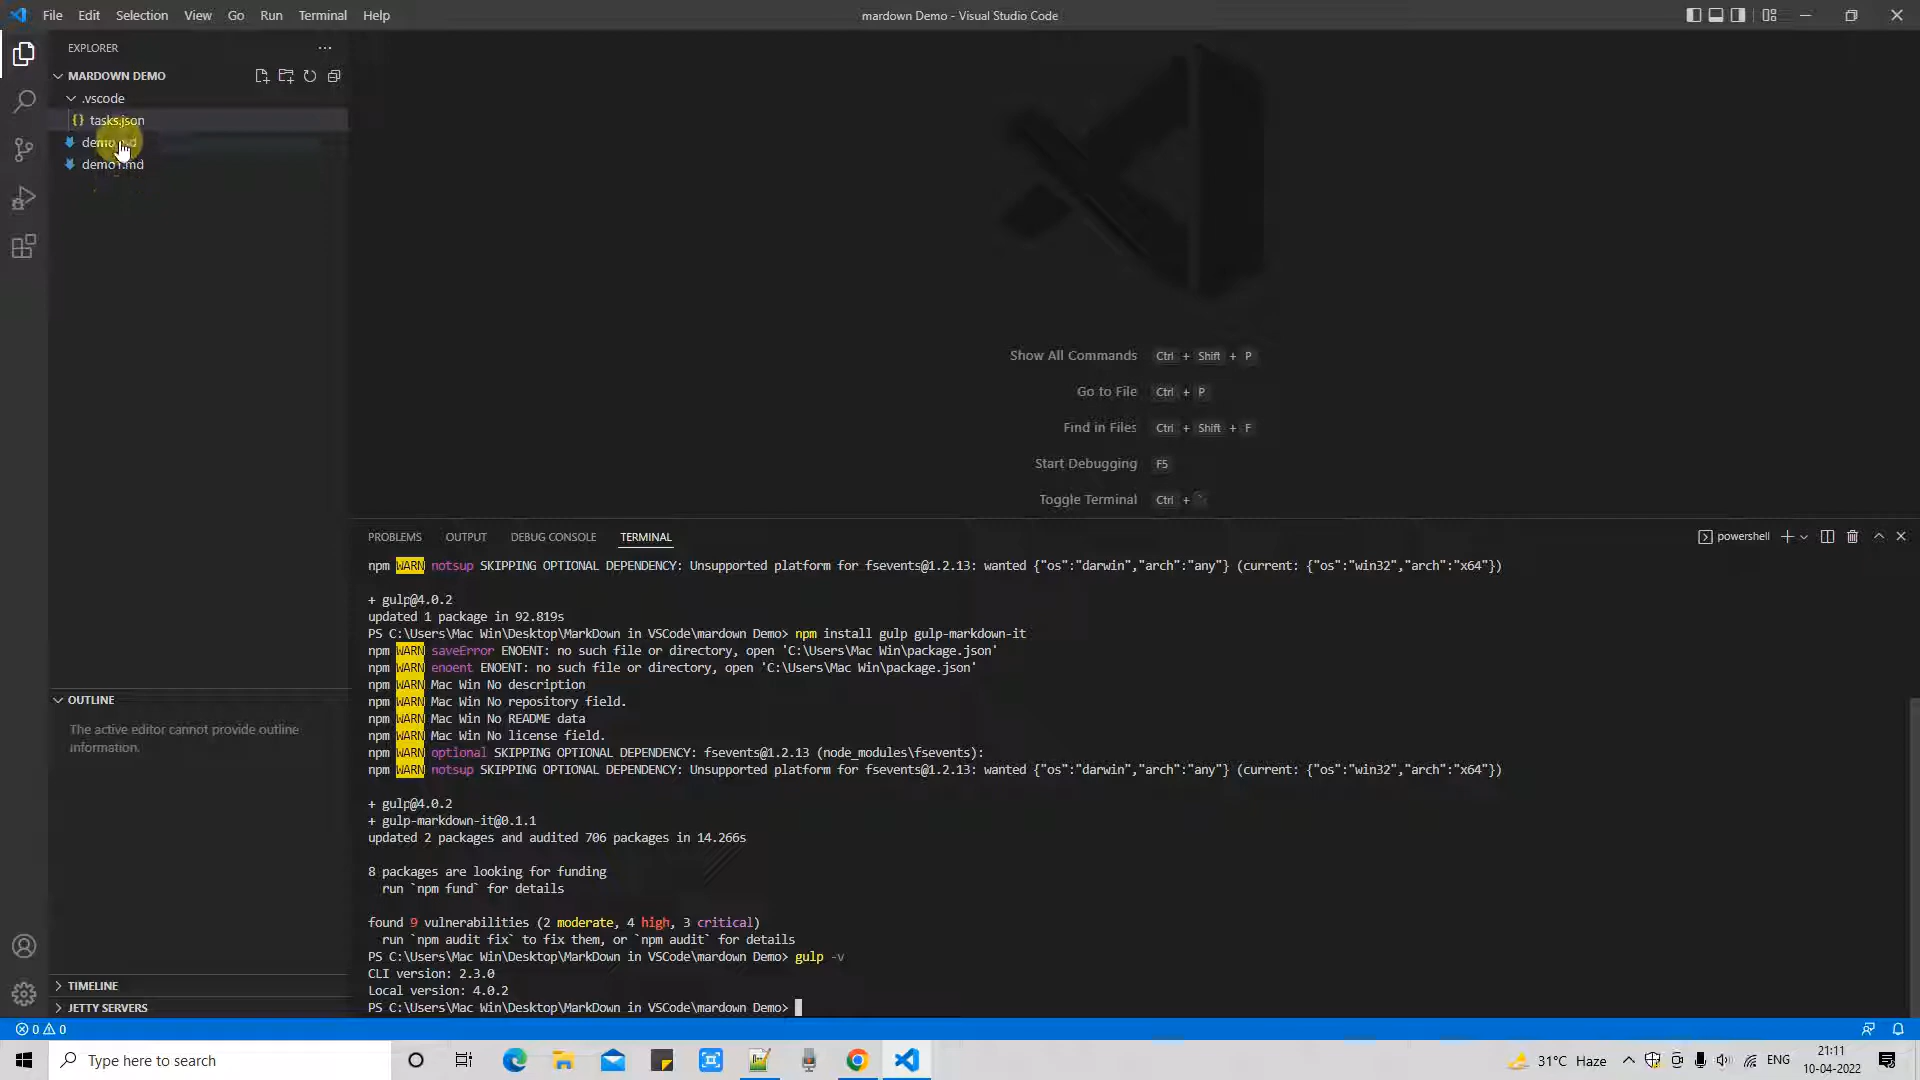 File Edit Selection View Go Run Terminal Help
mardown Demo - Visual Studio Code
EXPLORER
MARDOWN DEMO
.vscode
tasks.json
demo1.md
Show All Commands Ctrl + Shift + P
Go to File Ctrl + P
Find in Files Ctrl + Shift + F
Start Debugging F5
Toggle Terminal Ctrl + `
PROBLEMS OUTPUT DEBUG CONSOLE TERMINAL
powershell
npm WARN notsup SKIPPING OPTIONAL DEPENDENCY: Unsupported platform for fsevents@1.2.13: wanted {"os":"darwin","arch":"any"} (current: {"os":"win32","arch":"x64"})
+ gulp@4.0.2
updated 1 package in 92.819s
PS C:\Users\Mac Win\Desktop\MarkDown in VSCode\mardown Demo> npm install gulp gulp-markdown-it
npm WARN saveError ENOENT: no such file or directory, open 'C:\Users\Mac Win\package.json'
npm WARN enoent ENOENT: no such file or directory, open 'C:\Users\Mac Win\package.json'
npm WARN Mac Win No description
npm WARN Mac Win No repository field.
npm WARN Mac Win No README data
npm WARN Mac Win No license field.
npm WARN optional SKIPPING OPTIONAL DEPENDENCY: fsevents@1.2.13 (node_modules\fsevents):
npm WARN notsup SKIPPING OPTIONAL DEPENDENCY: Unsupported platform for fsevents@1.2.13: wanted {"os":"darwin","arch":"any"} (current: {"os":"win32","arch":"x64"})
+ gulp@4.0.2
+ gulp-markdown-it@0.1.1
updated 2 packages and audited 706 packages in 14.266s
8 packages are looking for funding
run `npm fund` for details
found 9 vulnerabilities (2 moderate, 4 high, 3 critical)
run `npm audit fix` to fix them, or `npm audit` for details
PS C:\Users\Mac Win\Desktop\MarkDown in VSCode\mardown Demo> gulp -v
CLI version: 2.3.0
Local version: 4.0.2
PS C:\Users\Mac Win\Desktop\MarkDown in VSCode\mardown Demo>
OUTLINE
The active editor cannot provide outline
information.
TIMELINE
JETTY SERVERS
0 0
Type here to search
31°C Haze
ENG
21:11
10-04-2022